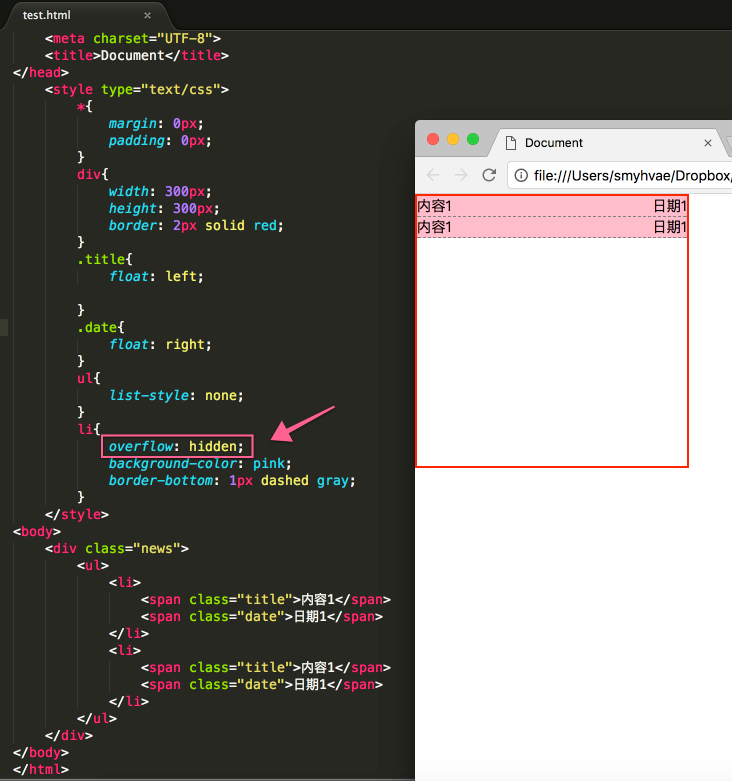 test.html ×
<meta charset="UTF-8">
<title>Document</title>
</head>
<style type="text/css">
*{
margin: 0px;
padding: 0px;
}
div{
width: 300px;
height: 300px;
border: 2px solid red;
}
.title{
float: left;
}
.date{
float: right;
}
ul{
list-style: none;
}
li{
overflow: hidden;
background-color: pink;
border-bottom: 1px dashed gray;
}
</style>
<body>
<div class="news">
<ul>
<li>
<span class="title">内容1</span>
<span class="date">日期1</span>
</li>
<li>
<span class="title">内容1</span>
<span class="date">日期1</span>
</li>
</ul>
</div>
</body>
</html>
Document ×
file:///Users/smyhvae/Dropbox/
内容1 日期1
内容1 日期1